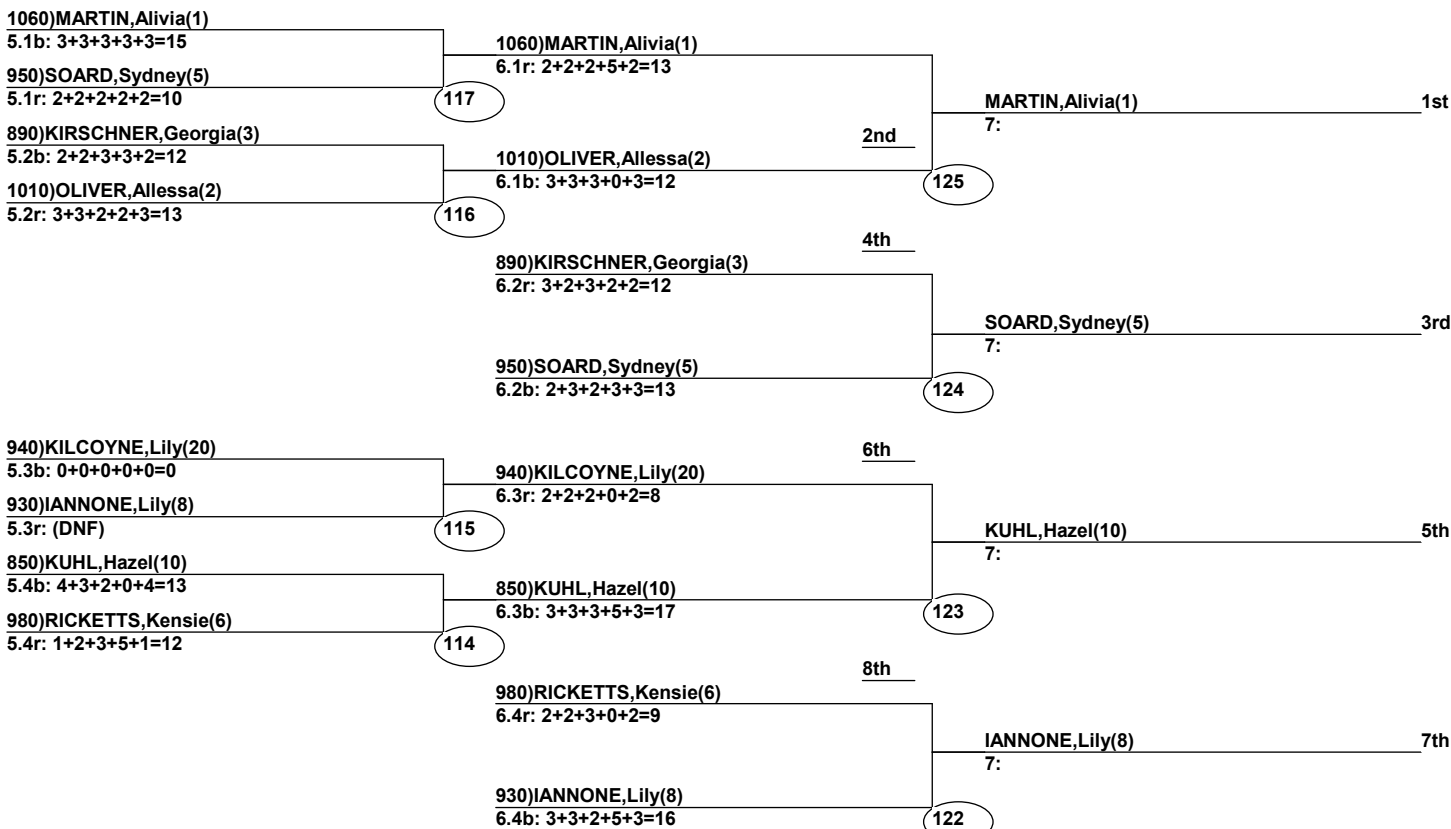 1060)MARTIN,Alivia(1)
5.1b: 3+3+3+3+3=15
950)SOARD,Sydney(5)
5.1r: 2+2+2+2+2=10
117
890)KIRSCHNER,Georgia(3)
5.2b: 2+2+3+3+2=12
1010)OLIVER,Allessa(2)
5.2r: 3+3+2+2+3=13
116
1060)MARTIN,Alivia(1)
6.1r: 2+2+2+5+2=13
2nd
1010)OLIVER,Allessa(2)
6.1b: 3+3+3+0+3=12
125
MARTIN,Alivia(1)
1st
7:
4th
890)KIRSCHNER,Georgia(3)
6.2r: 3+2+3+2+2=12
950)SOARD,Sydney(5)
6.2b: 2+3+2+3+3=13
124
SOARD,Sydney(5)
3rd
7:
940)KILCOYNE,Lily(20)
5.3b: 0+0+0+0+0=0
930)IANNONE,Lily(8)
5.3r: (DNF)
115
850)KUHL,Hazel(10)
5.4b: 4+3+2+0+4=13
980)RICKETTS,Kensie(6)
5.4r: 1+2+3+5+1=12
114
6th
940)KILCOYNE,Lily(20)
6.3r: 2+2+2+0+2=8
850)KUHL,Hazel(10)
6.3b: 3+3+3+5+3=17
123
KUHL,Hazel(10)
5th
7:
8th
980)RICKETTS,Kensie(6)
6.4r: 2+2+3+0+2=9
930)IANNONE,Lily(8)
6.4b: 3+3+2+5+3=16
122
IANNONE,Lily(8)
7th
7: